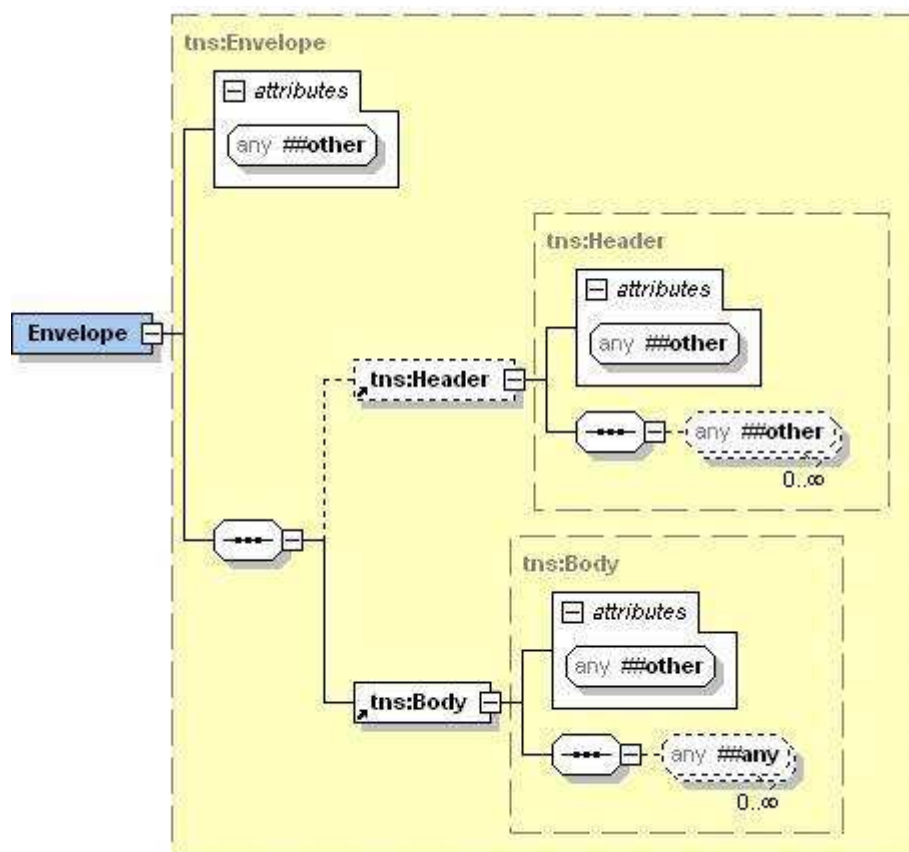 tns:Envelope
attributes
any ##other
tns:Header
attributes
any ##other
Envelope
tns:Header
any ##other
0..∞
tns:Body
attributes
any ##other
tns:Body
any ##any
0..∞